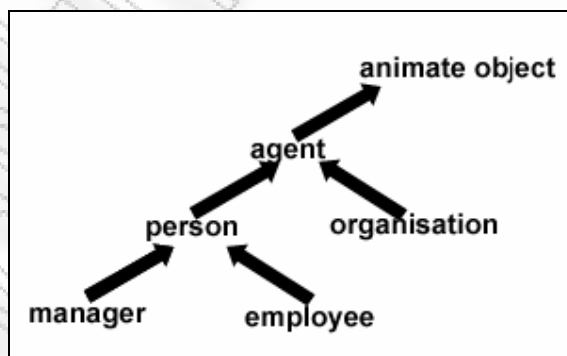 animate object
agent
person
organisation
manager
employee